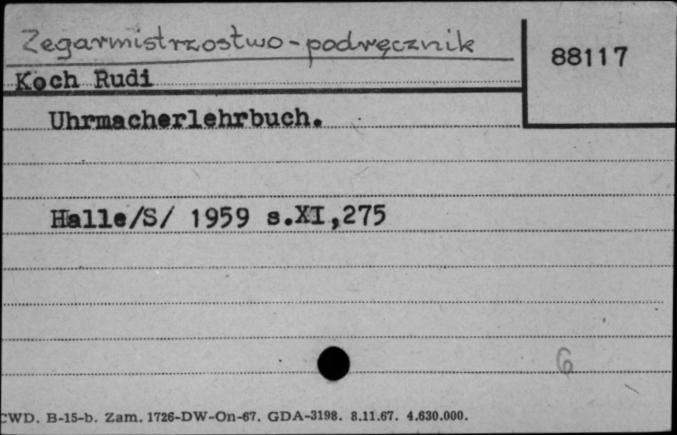 Zegarmistrzostwo - podręcznik
88117
Koch Rudi
Uhrmacherlehrbuch.
Halle/S/ 1959 s.XI,275
6
CWD. B-15-b. Zam. 1726-DW-On-67. GDA-3198. 8.11.67. 4.630.000.